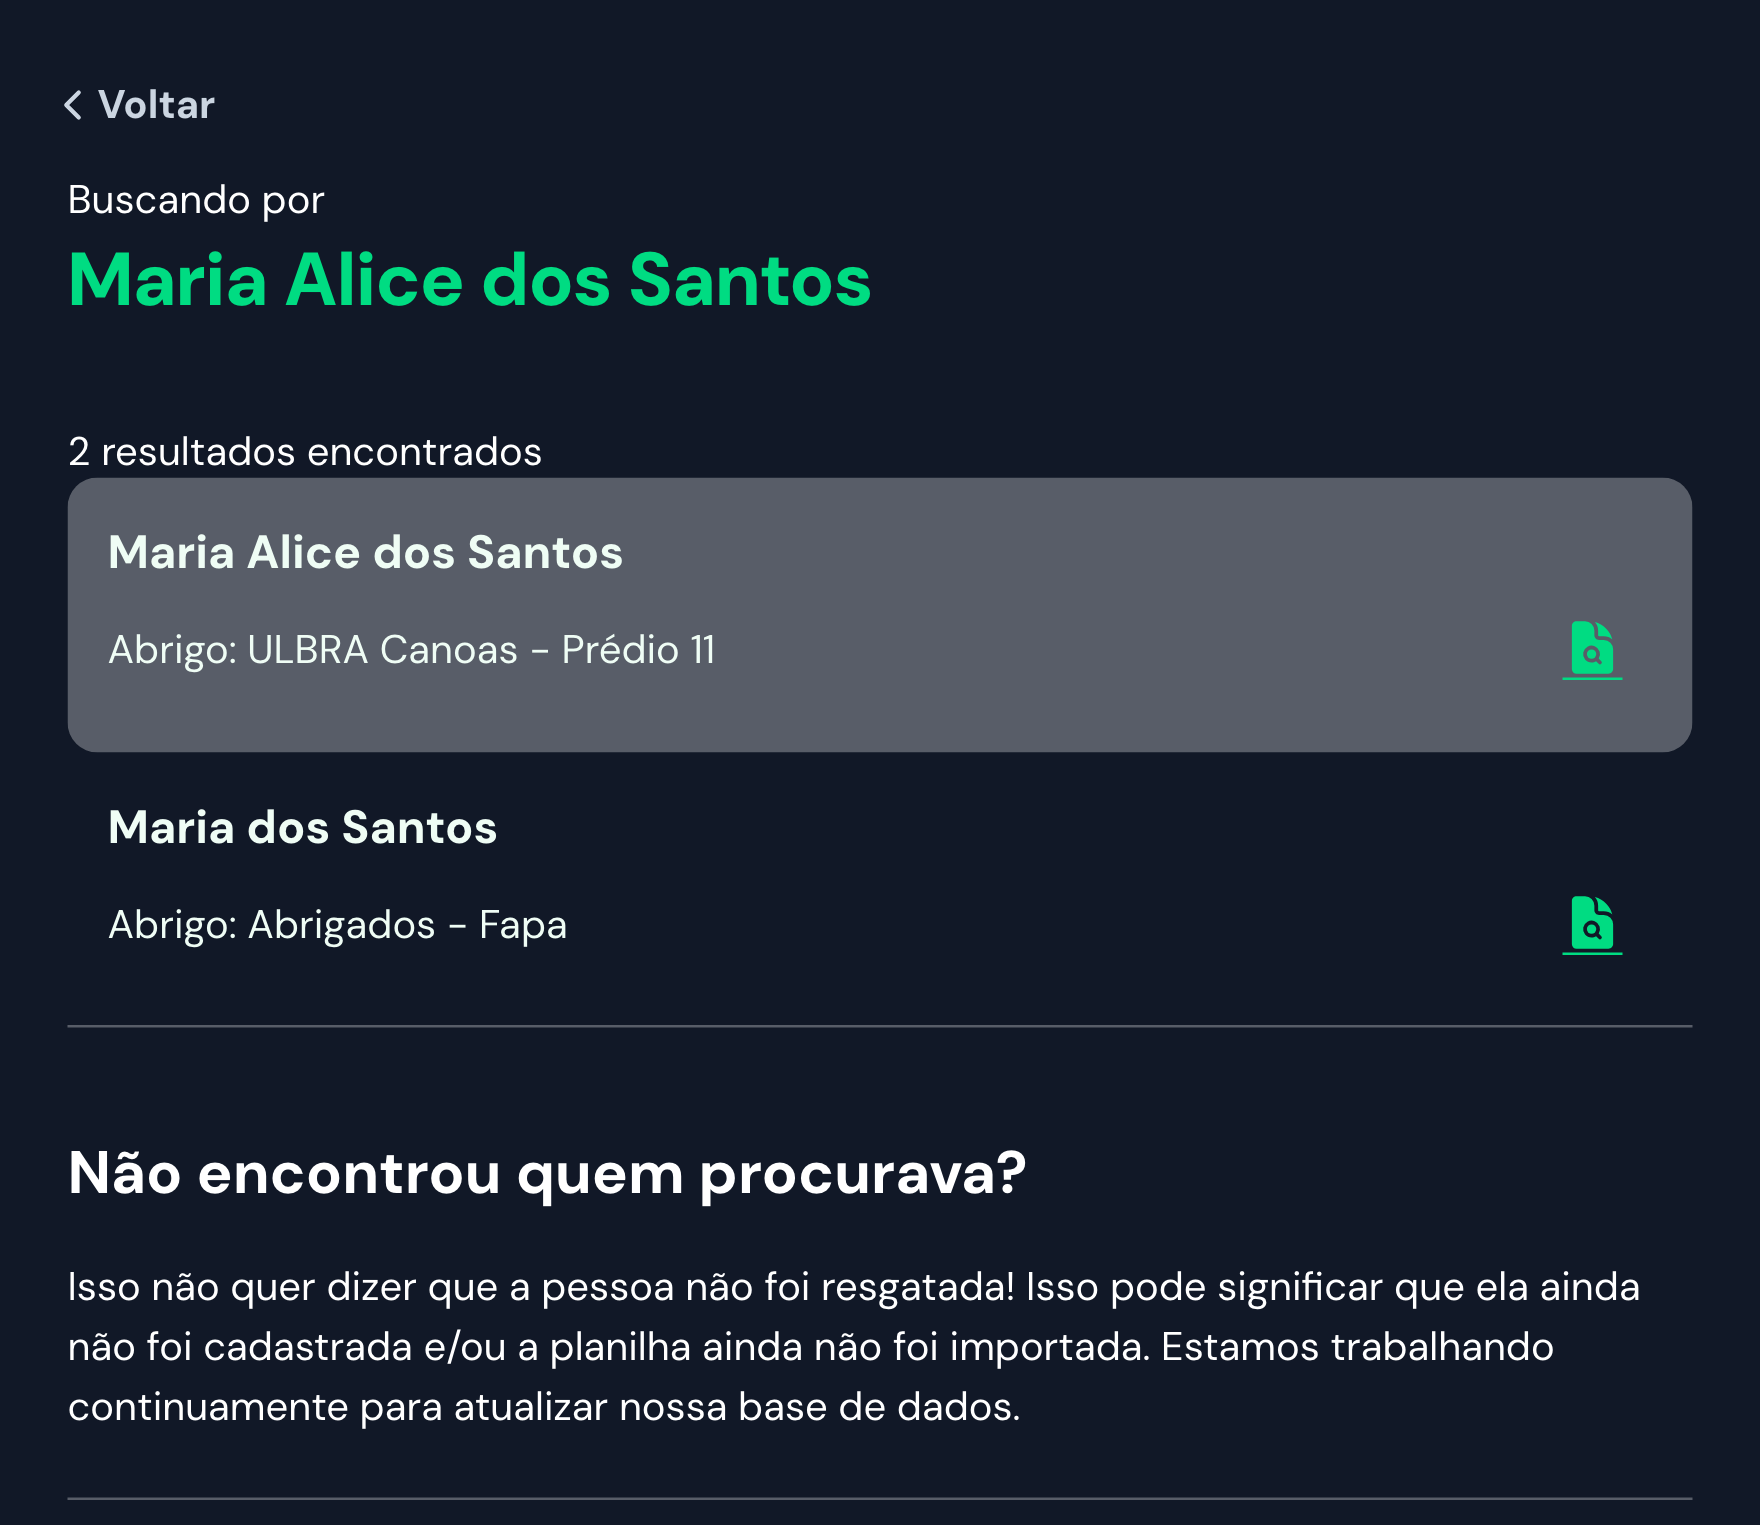 Voltar
Buscando por
Maria Alice dos Santos
2 resultados encontrados
Maria Alice dos Santos
Abrigo: ULBRA Canoas - Prédio 11
Maria dos Santos
Abrigo: Abrigados - Fapa
Não encontrou quem procurava?
Isso não quer dizer que a pessoa não foi resgatada! Isso pode significar que ela ainda
não foi cadastrada e/ou a planilha ainda não foi importada. Estamos trabalhando
continuamente para atualizar nossa base de dados.